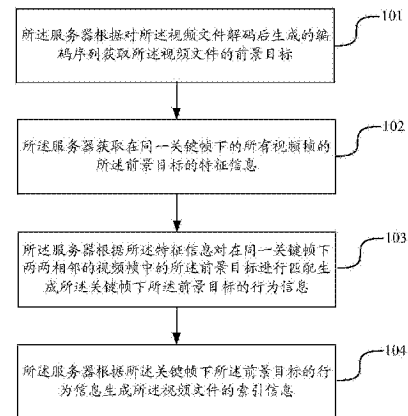 所述服务器根据对所述视频文件解码后生成的编
码序列获取所述视频文件的前景目标
101
所述服务器获取在同一关键帧下的所有视频帧的
所述前景目标的特征信息
102
所述服务器根据所述特征信息对在同一关键帧下
两两相邻的视频帧中的所述前景目标进行匹配生
成所述关键帧下所述前景目标的行为信息
103
所述服务器根据所述关键帧下所述前景目标的行
为信息生成所述视频文件的索引信息
104